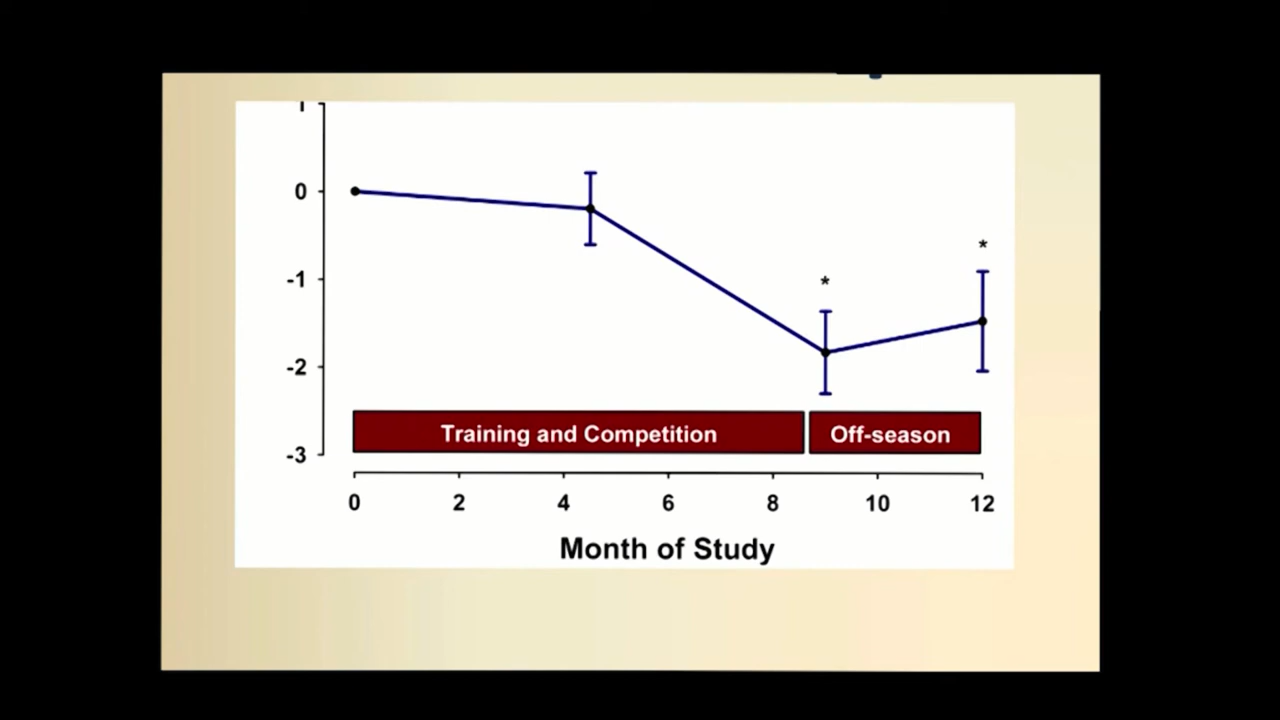 0
-1
*
*
-2
Training and Competition
Off-season
-3
0 2 4 6 8 10 12
Month of Study